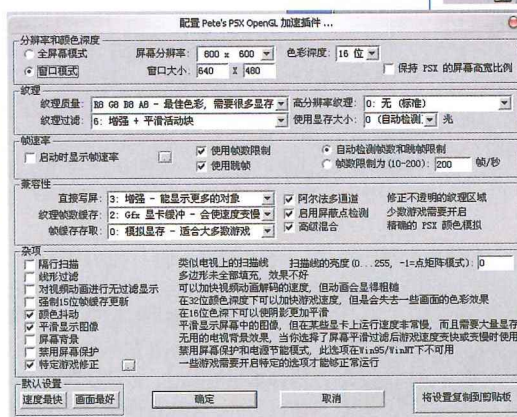 配置 Pete's PSX OpenGL 加速插件 ...
分辨率和颜色深度
全屏幕模式
屏幕分辨率: 800 x 600
色彩深度: 16 位
窗口模式
窗口大小: 640 X 480
保持 PSX 的屏幕高宽比例
纹理
纹理质量: R8 G8 B8 A8 - 最佳色彩, 需要很多显存
高分辨率纹理: 0: 无 (标准)
纹理过滤: 6: 增强 + 平滑活动块
使用显存大小: 0 (自动检测 兆
帧速率
启动时显示帧速率
...
使用帧数限制
自动检测帧数和跳帧限制
使用跳帧
帧数限制为(10-200): 200 帧/秒
兼容性
直接写屏: 3: 增强 - 能显示更多的对象
阿尔法多通道
修正不透明的纹理区域
纹理帧数缓存: 2: Gfx 显卡缓冲 - 会使速度变慢
启用屏蔽点检测
少数游戏需要开启
帧缓存存取: 0: 模拟显存 - 适合大多数游戏
高级混合
精确的 PSX 颜色模拟
杂项
隔行扫描
类似电视上的扫描线
扫描线的亮度(0...255, -1=点矩阵模式): 0
线形过滤
多边形未全部填充, 效果不好
对视频动画进行无过滤显示
可以加快视频动画解码的速度, 但动画会显得粗糙
强制15位帧缓存更新
在32位颜色深度下可以加快游戏速度, 但是会失去一些画面的色彩效果
颜色抖动
在16位色深下可以使阴影更加平滑
平滑显示图像
平滑显示屏幕中的图像, 但在某些显卡上运行速度非常慢, 而且需要大量显存
屏幕背景
无用的电视背景效果, 当你选择了屏幕平滑过滤后游戏速度变快或变慢时使用
禁用屏幕保护
禁用屏幕保护和电源节能模式, 此选项在Win95/WinNT下不可用
特定游戏修正
...
一些游戏需要开启特定的选项才能够正常运行
默认设置
速度最快
画面最好
确定
取消
将设置复制到剪贴板